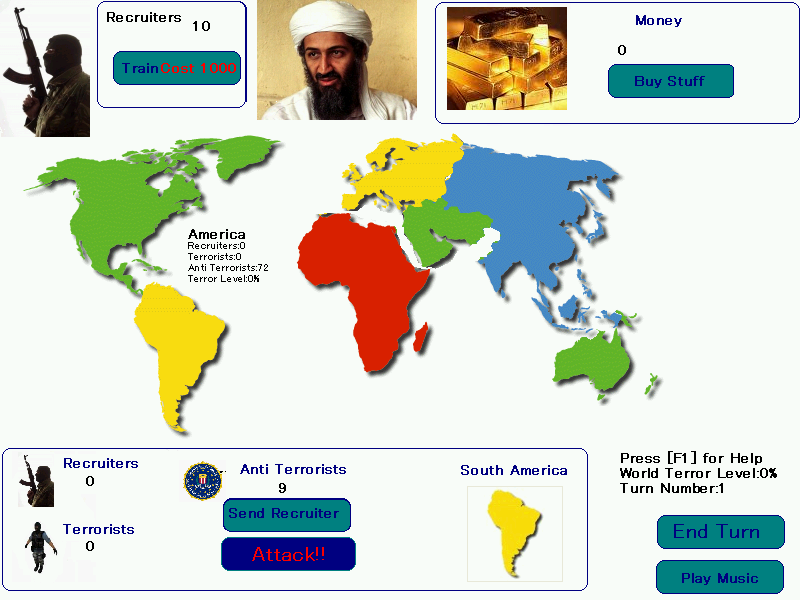 Recruiters
10
Train Cost 1000
Money
0
Buy Stuff
America
Recruiters:0
Terrorists:0
Anti Terrorists:72
Terror Level:0%
Recruiters
0
Terrorists
0
Anti Terrorists
9
Send Recruiter
Attack!!
South America
Press [F1] for Help
World Terror Level:0%
Turn Number:1
End Turn
Play Music